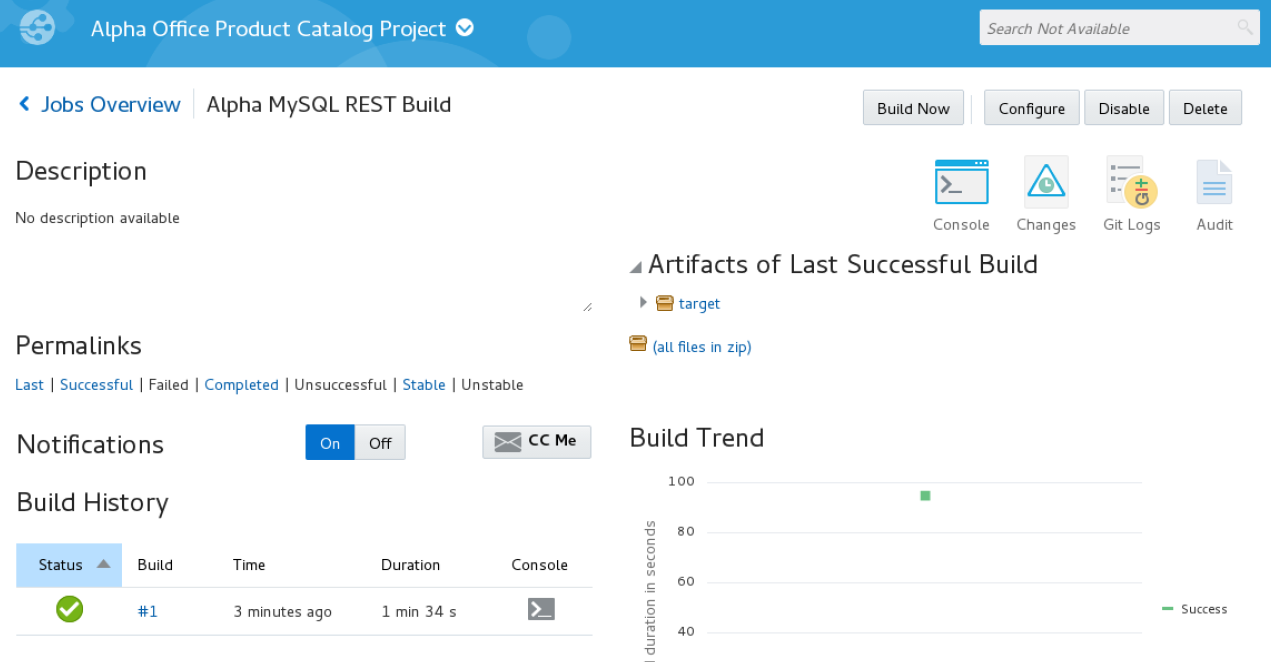 Alpha Office Product Catalog Project
Search Not Available
Jobs Overview Alpha MySQL REST Build
Build Now Configure Disable Delete
Description
No description available
Console Changes Git Logs Audit
Git
Artifacts of Last Successful Build
target
(all files in zip)
Permalinks
Last | Successful | Failed | Completed | Unsuccessful | Stable | Unstable
Notifications On Off CC Me
Build History
Status Build Time Duration Console
#1 3 minutes ago 1 min 34 s
Build Trend
100
80
60
40
duration in seconds
Success